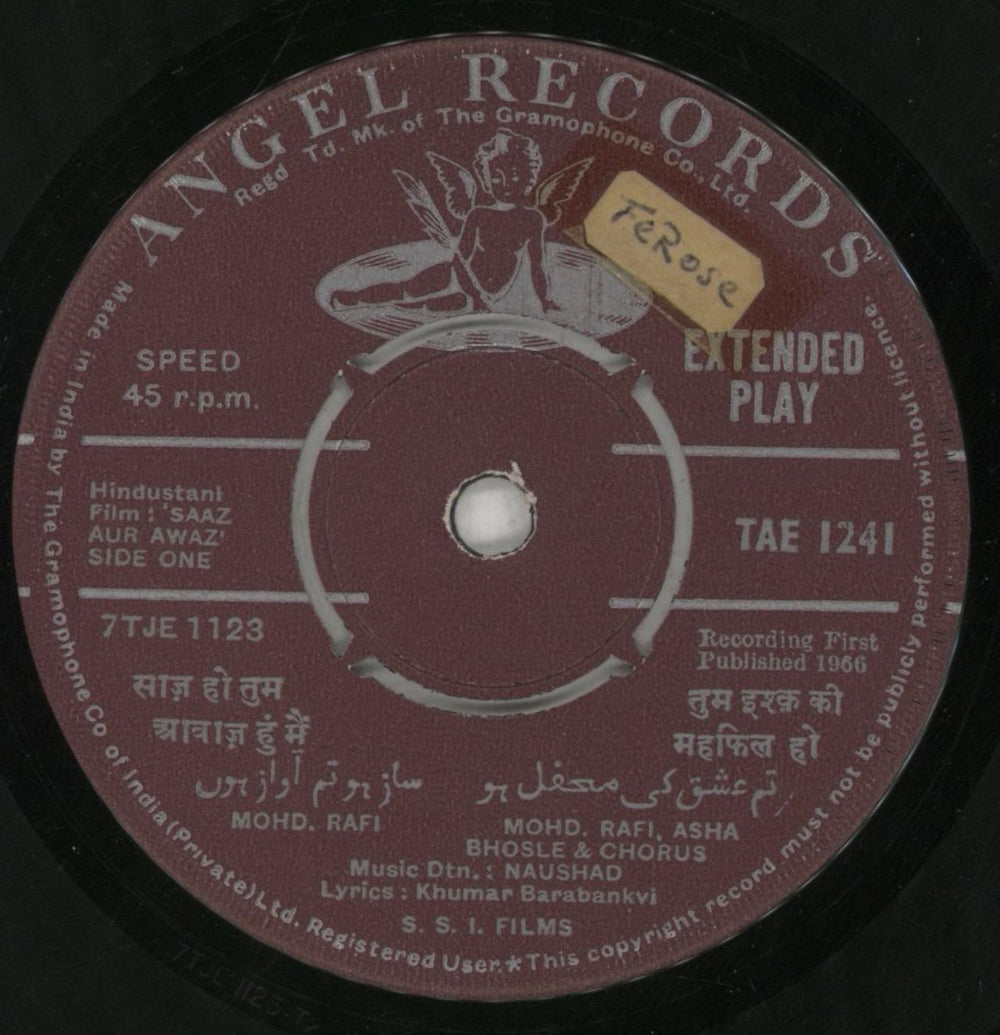 ANGEL RECORDS
Regd Td. Mk. of The Gramophone Co., Ltd.
FeRose
SPEED
45 r.p.m.
EXTENDED
PLAY
Hindustani
Film : 'SAAZ
AUR AWAZ'
SIDE ONE
TAE 1241
7TJE 1123
Recording First
Published 1966
साज़ हो तुम
आवाज़ हुं मैं
तुम इश्क़ की
महफिल हो
ساز ہو تم آواز ہوں
تم عشق کی محفل ہو
MOHD. RAFI
MOHD. RAFI, ASHA
BHOSLE & CHORUS
Music Dtn. : NAUSHAD
Lyrics : Khumar Barabankvi
S. S. I. FILMS
Made in India by The Gramophone Co of India (Private) Ltd. Registered User.*This copyright record must not be publicly performed without licence.